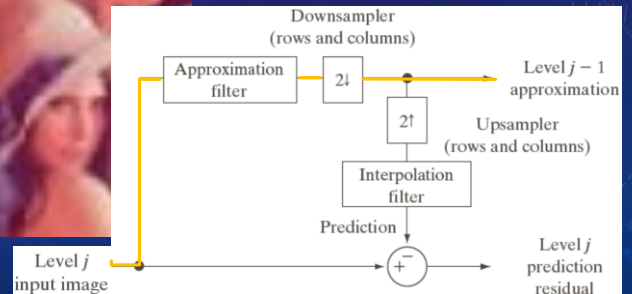 Downsampler
(rows and columns)
Approximation
filter
2↓
Level j − 1
approximation
2↑
Upsampler
(rows and columns)
Interpolation
filter
Prediction
Level j
input image
+
−
Level j
prediction
residual